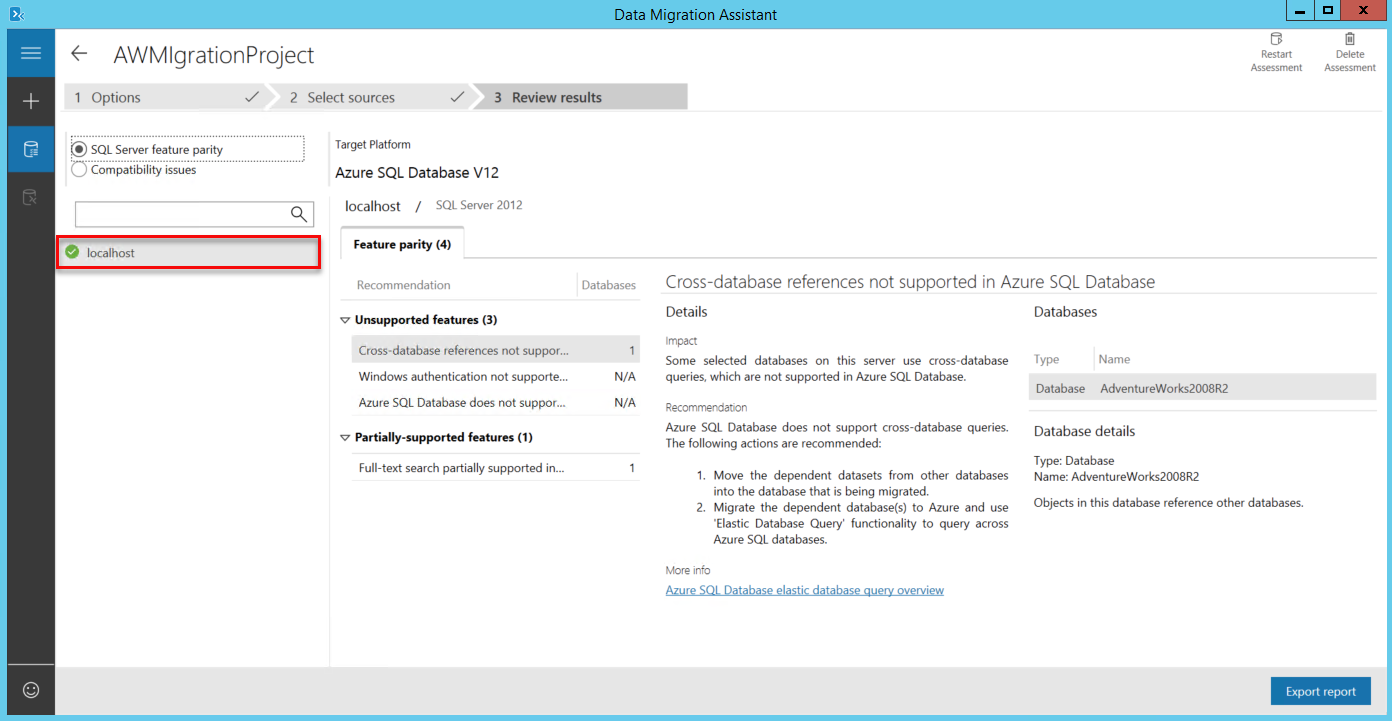 Data Migration Assistant
AWMIgrationProject
Restart
Assessment
Delete
Assessment
1 Options
2 Select sources
3 Review results
SQL Server feature parity
Compatibility issues
localhost
Target Platform
Azure SQL Database V12
localhost / SQL Server 2012
Feature parity (4)
Recommendation Databases
Unsupported features (3)
Cross-database references not suppor... 1
Windows authentication not supporte... N/A
Azure SQL Database does not suppor... N/A
Partially-supported features (1)
Full-text search partially supported in... 1
Cross-database references not supported in Azure SQL Database
Details
Impact
Some selected databases on this server use cross-database
queries, which are not supported in Azure SQL Database.
Recommendation
Azure SQL Database does not support cross-database queries.
The following actions are recommended:
1. Move the dependent datasets from other databases
into the database that is being migrated.
2. Migrate the dependent database(s) to Azure and use
'Elastic Database Query' functionality to query across
Azure SQL databases.
More info
Azure SQL Database elastic database query overview
Databases
Type Name
Database AdventureWorks2008R2
Database details
Type: Database
Name: AdventureWorks2008R2
Objects in this database reference other databases.
Export report